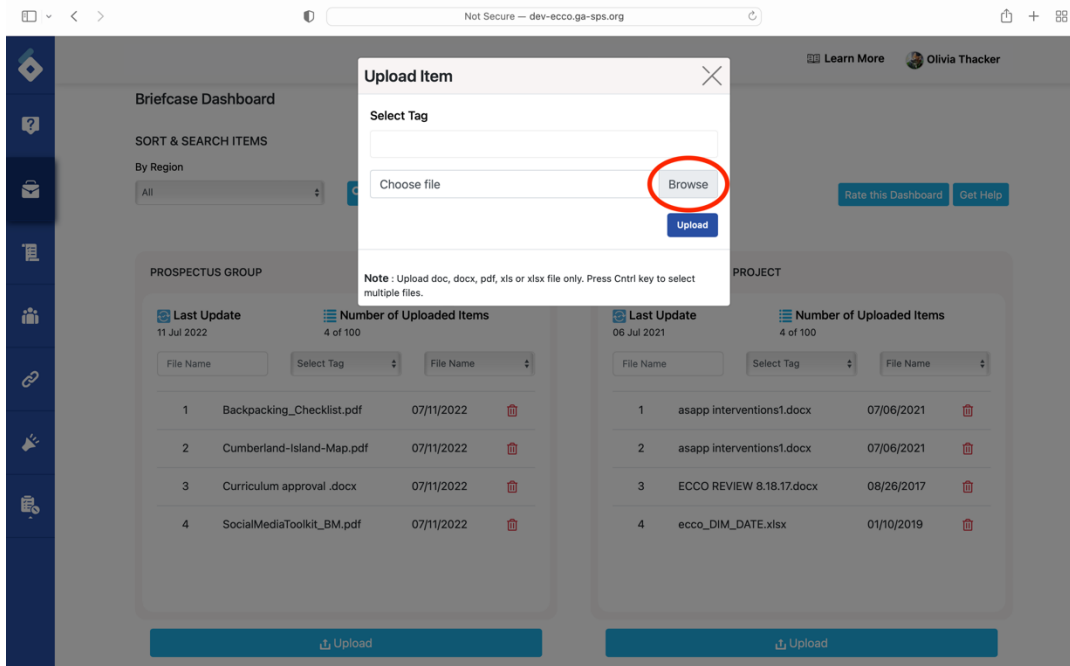 Not Secure — dev-ecco.ga-sps.org
Learn More
Olivia Thacker
Upload Item
Select Tag
Choose file
Browse
Upload
Note : Upload doc, docx, pdf, xls or xlsx file only. Press Cntrl key to select
multiple files.
Briefcase Dashboard
SORT & SEARCH ITEMS
By Region
All
Rate this Dashboard
Get Help
PROSPECTUS GROUP
Last Update
11 Jul 2022
Number of Uploaded Items
4 of 100
File Name
Select Tag
File Name
1 Backpacking_Checklist.pdf 07/11/2022
2 Cumberland-Island-Map.pdf 07/11/2022
3 Curriculum approval .docx 07/11/2022
4 SocialMediaToolkit_BM.pdf 07/11/2022
Upload
PROJECT
Last Update
06 Jul 2021
Number of Uploaded Items
4 of 100
File Name
Select Tag
File Name
1 asapp interventions1.docx 07/06/2021
2 asapp interventions1.docx 07/06/2021
3 ECCO REVIEW 8.18.17.docx 08/26/2017
4 ecco_DIM_DATE.xlsx 01/10/2019
Upload